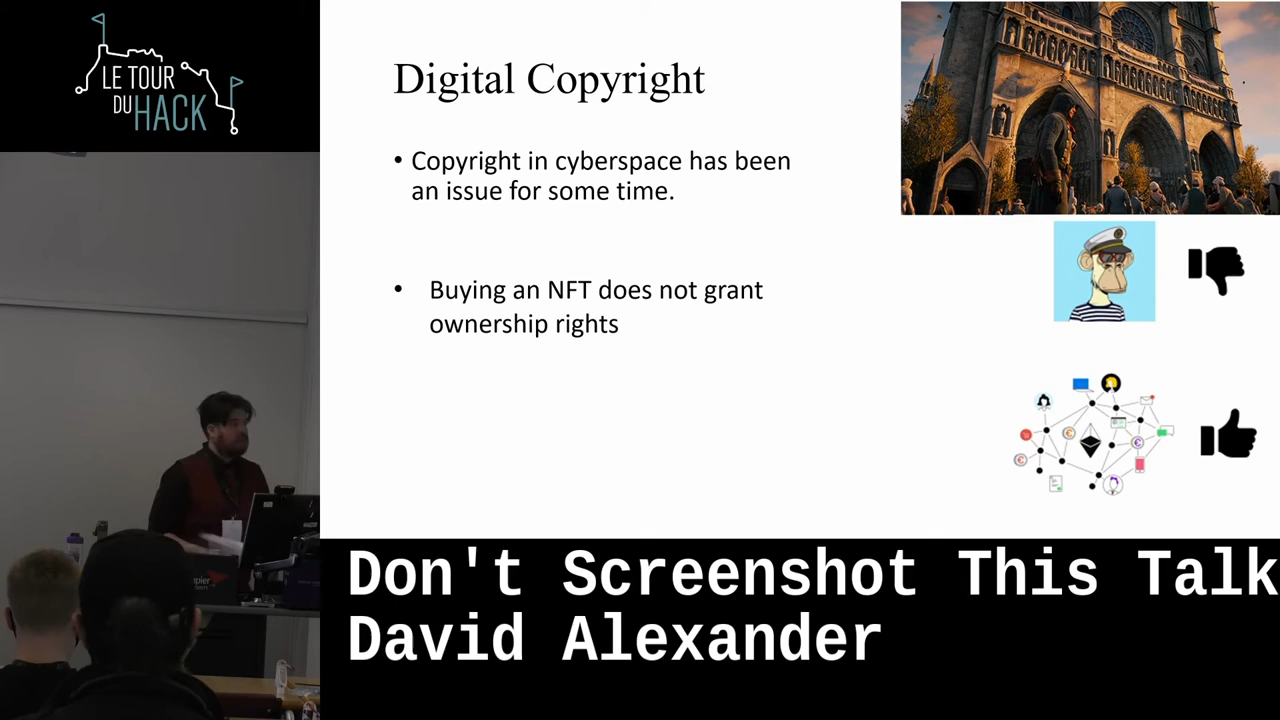 LE TOUR
DU HACK
Digital Copyright
• Copyright in cyberspace has been
an issue for some time.
• Buying an NFT does not grant
ownership rights
Don't Screenshot This Talk
David Alexander